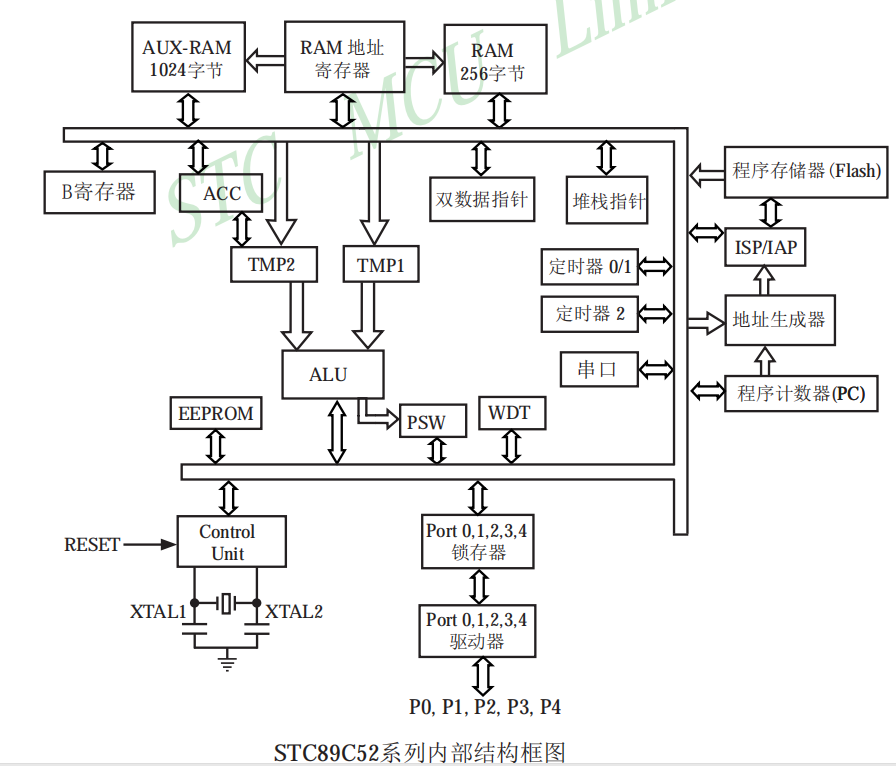 AUX-RAM
1024字节
RAM 地址
寄存器
RAM
256字节
STC MCU Limi
B寄存器
ACC
双数据指针
堆栈指针
程序存储器(Flash)
TMP2
TMP1
定时器 0/1
ISP/IAP
定时器 2
地址生成器
ALU
串口
程序计数器(PC)
EEPROM
PSW
WDT
RESET
Control
Unit
Port 0,1,2,3,4
锁存器
XTAL1
XTAL2
Port 0,1,2,3,4
驱动器
P0, P1, P2, P3, P4
STC89C52系列内部结构框图